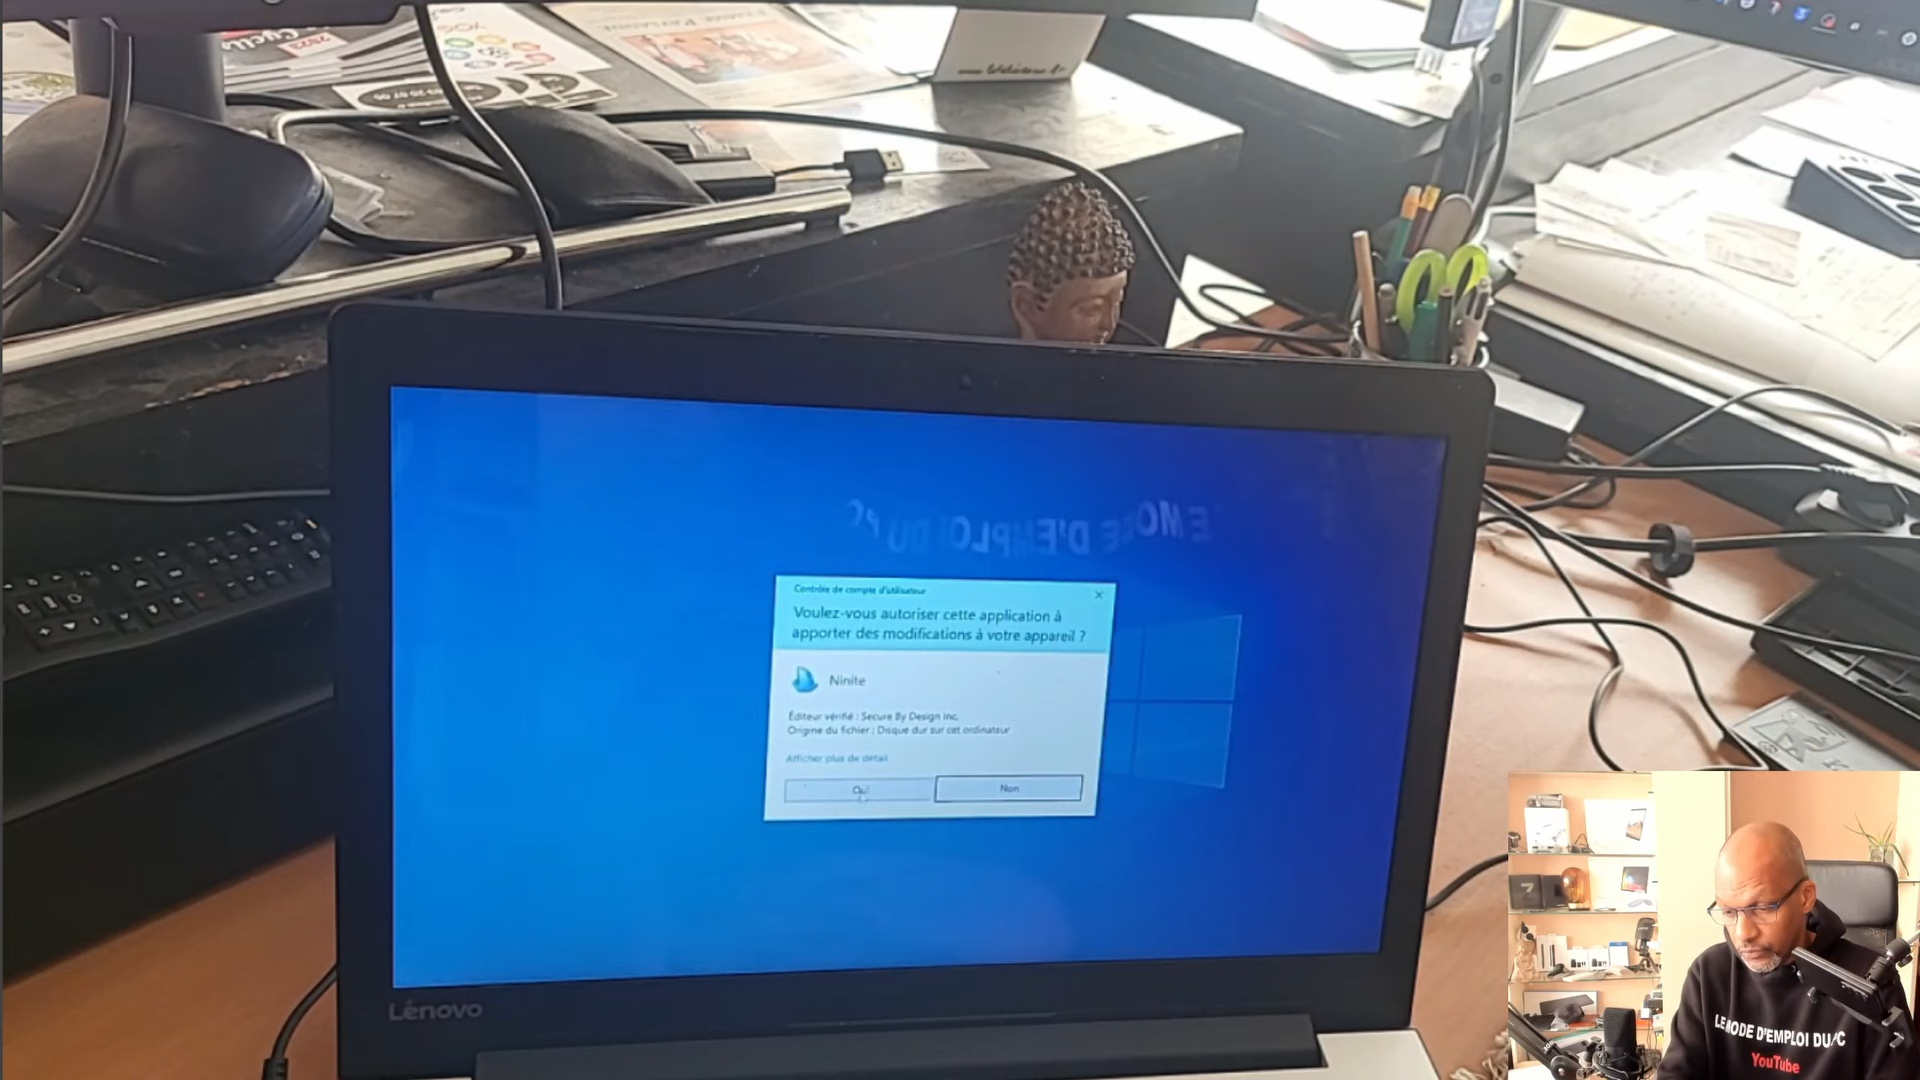 Contrôle de compte d'utilisateur
Voulez-vous autoriser cette application à
apporter des modifications à votre appareil ?
Ninite
Éditeur vérifié : Secure By Design Inc.
Origine du fichier : Disque dur sur cet ordinateur
Afficher plus de détail
Oui
Non
Lenovo
LE MODE D'EMPLOI DU PC
YouTube